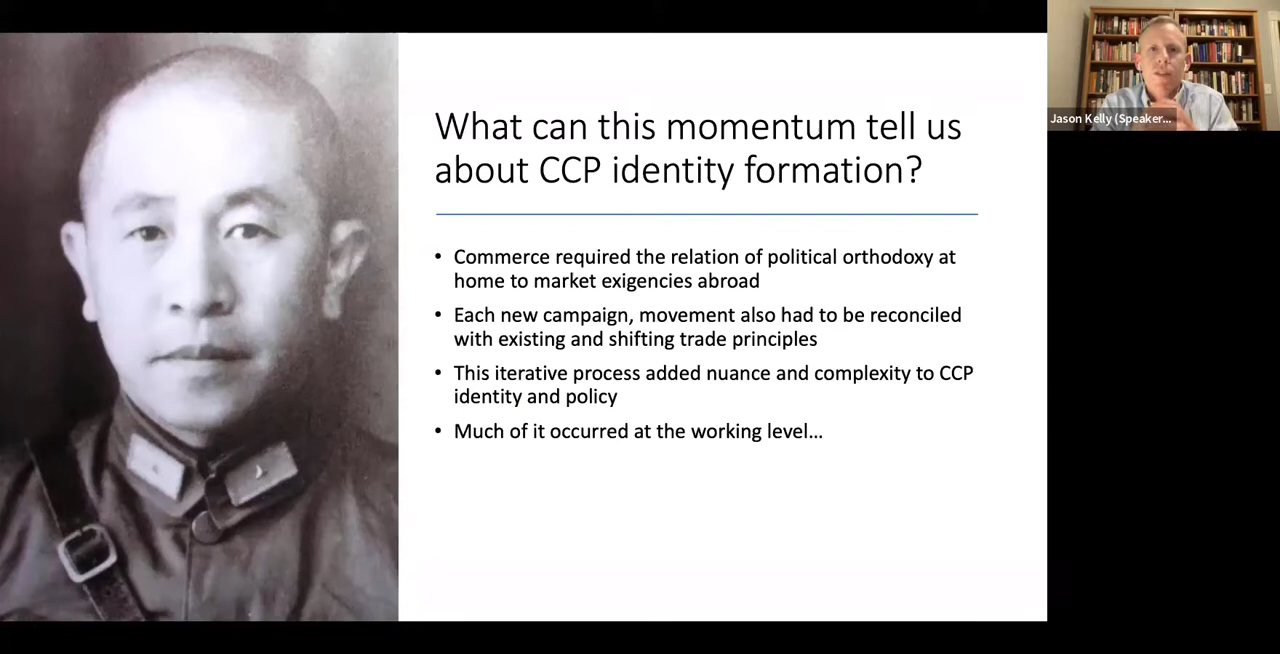 What can this momentum tell us
about CCP identity formation?
• Commerce required the relation of political orthodoxy at
home to market exigencies abroad
• Each new campaign, movement also had to be reconciled
with existing and shifting trade principles
• This iterative process added nuance and complexity to CCP
identity and policy
• Much of it occurred at the working level...
Jason Kelly (Speaker...